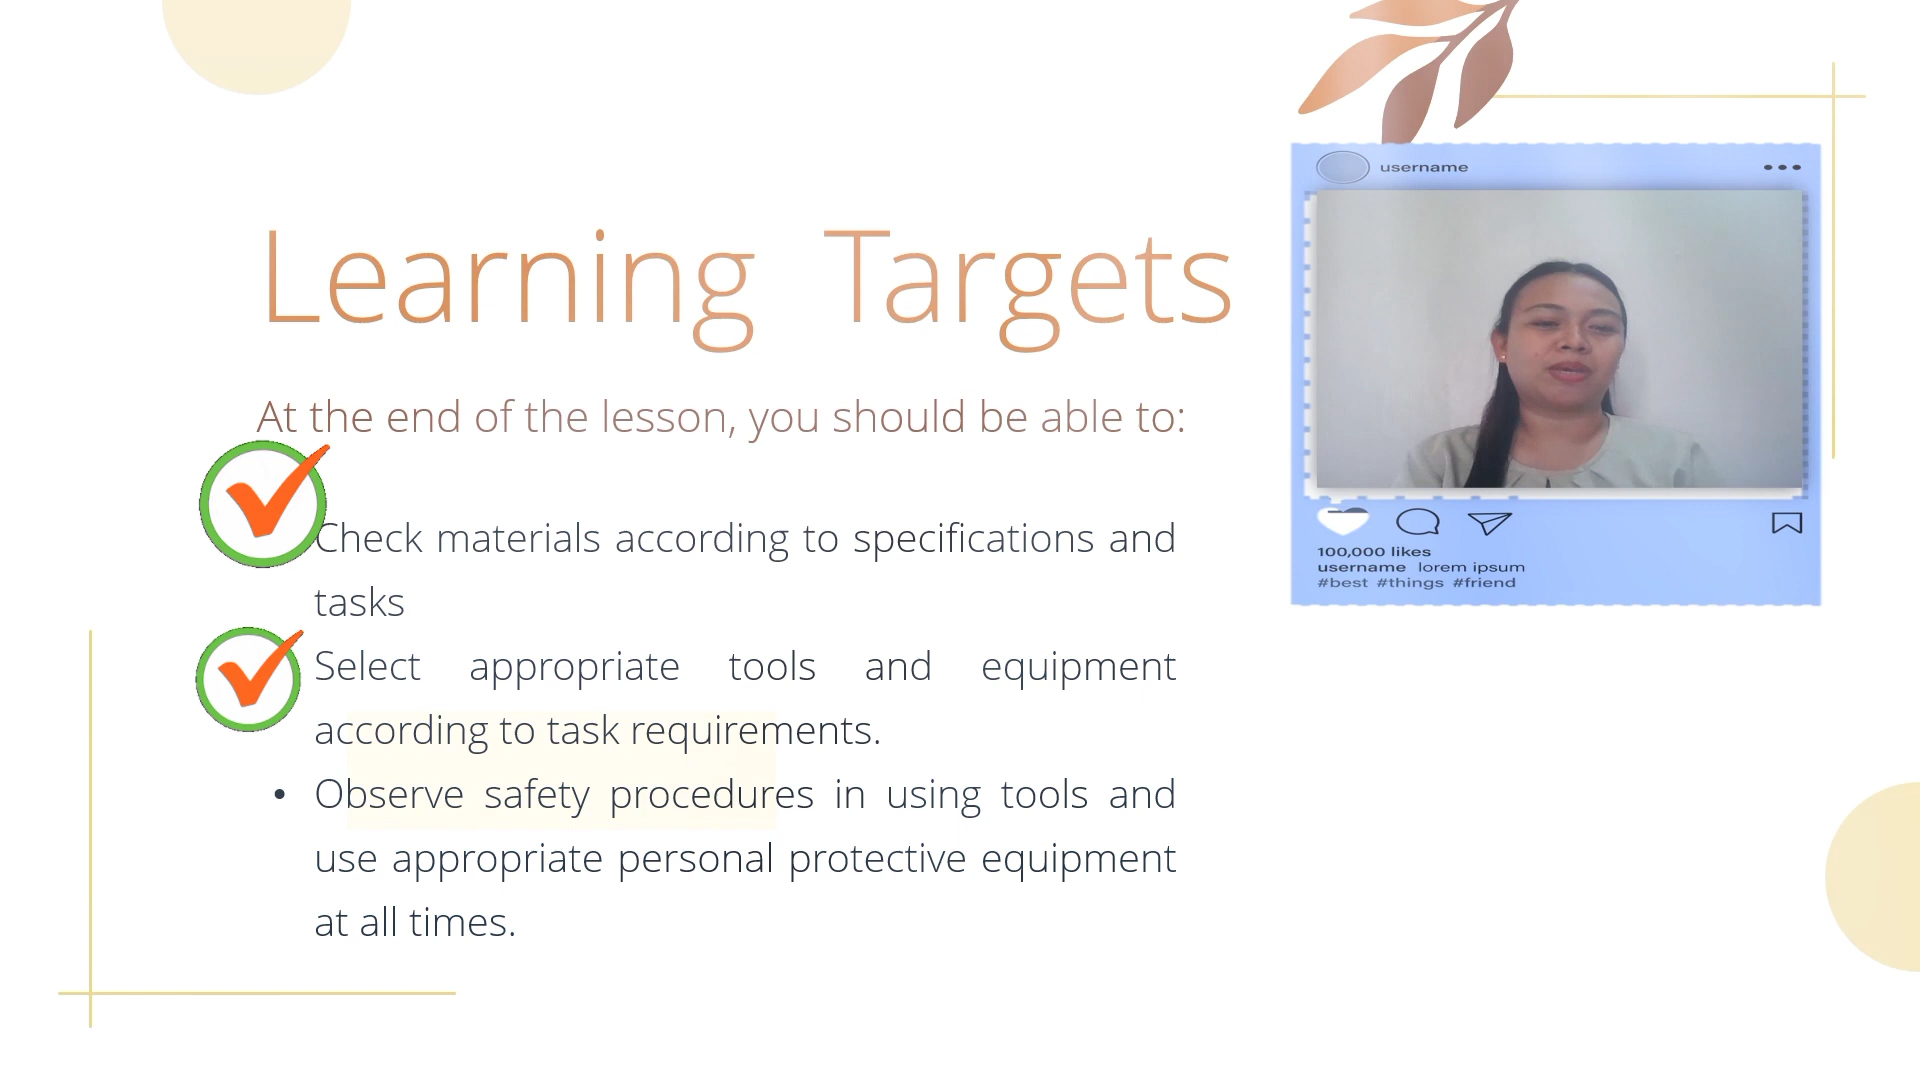 Learning Targets
At the end of the lesson, you should be able to:
Check materials according to specifications and
tasks
Select appropriate tools and equipment
according to task requirements.
• Observe safety procedures in using tools and
use appropriate personal protective equipment
at all times.
username
100,000 likes
username lorem ipsum
#best #things #friend